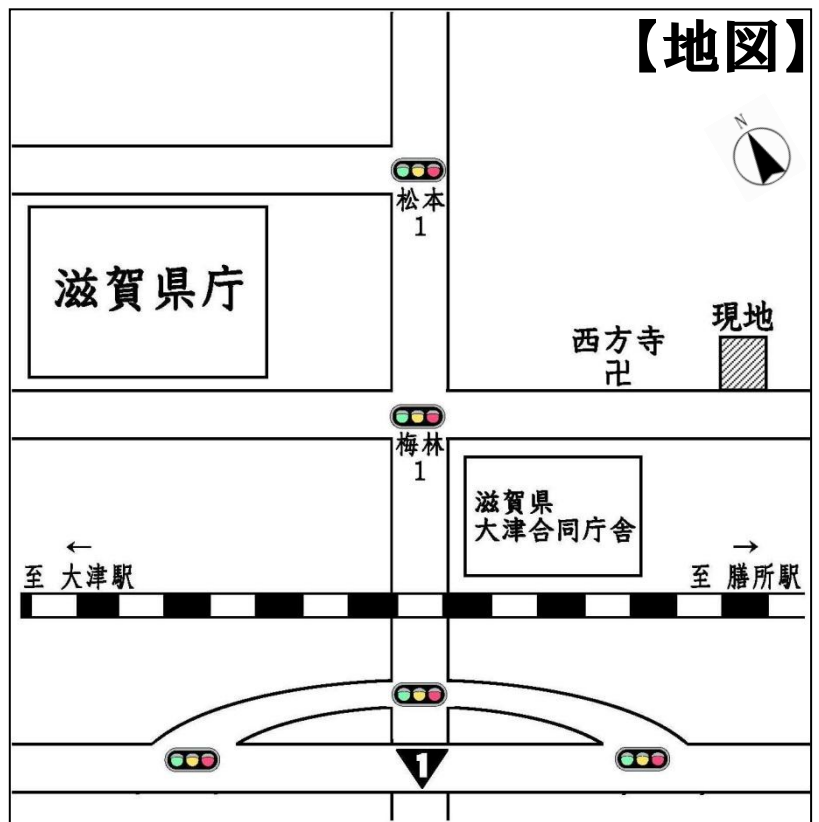 【地図】
N
松本
1
滋賀県庁
現地
西方寺
卍
梅林
1
滋賀県
大津合同庁舎
←
至 大津駅
→
至 膳所駅
1